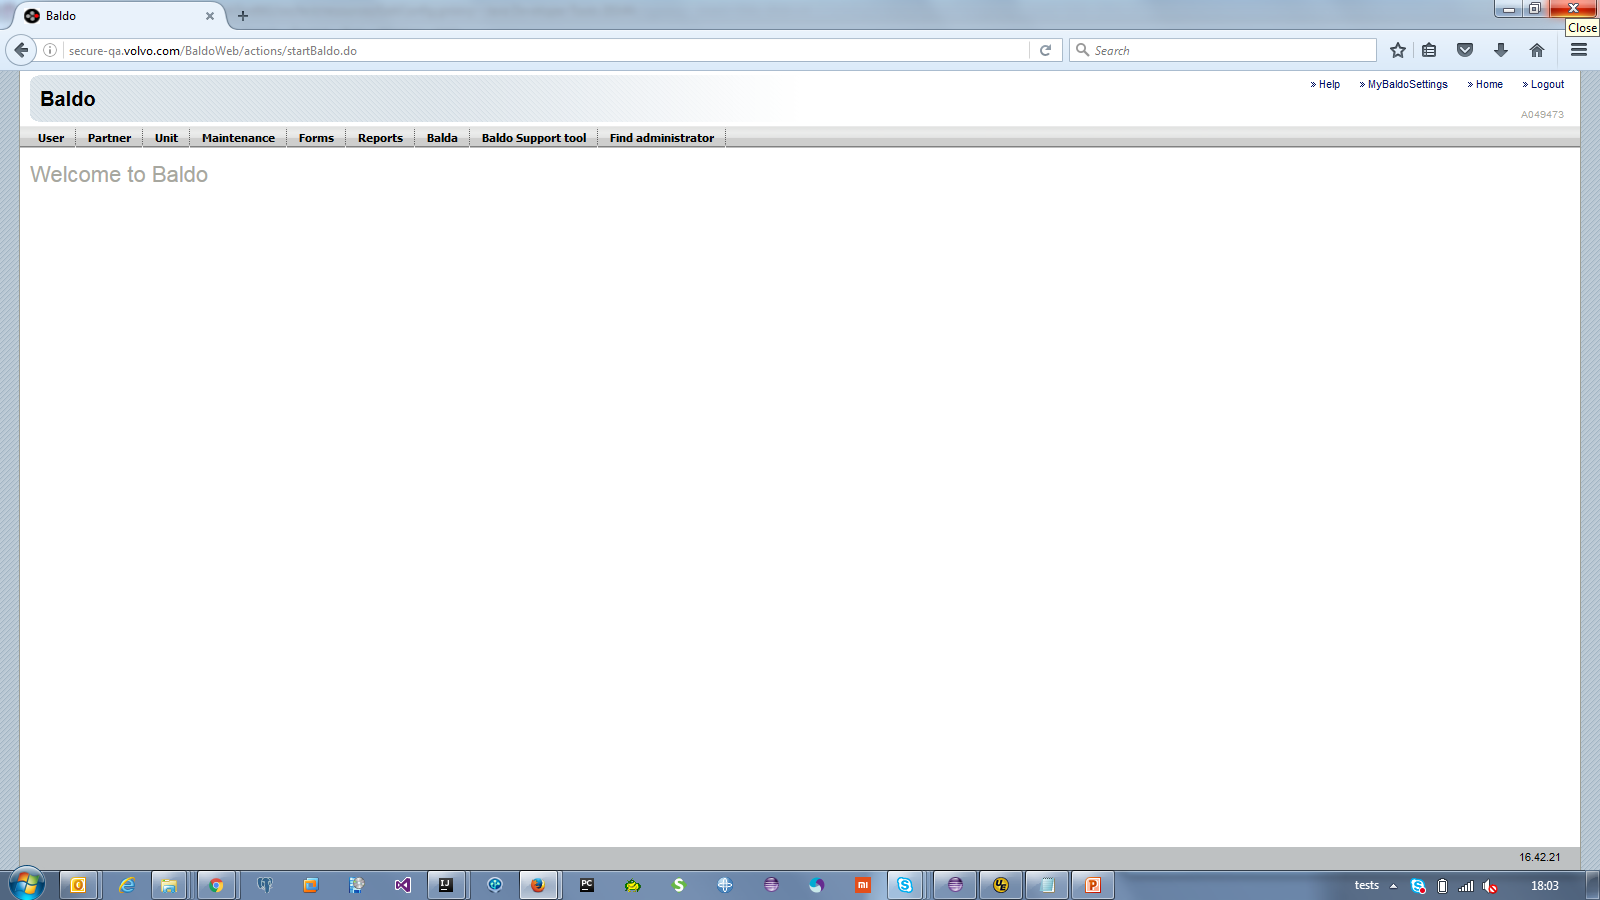 Baldo
Close
secure-qa.volvo.com/BaldoWeb/actions/startBaldo.do
Search
Baldo
» Help » MyBaldoSettings » Home » Logout
A049473
User Partner Unit Maintenance Forms Reports Balda Baldo Support tool Find administrator
Welcome to Baldo
16.42.21
tests
18:03